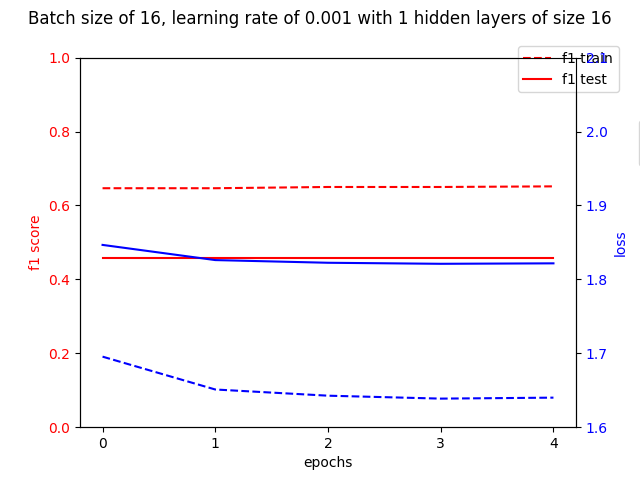 Batch size of 16, learning rate of 0.001 with 1 hidden layers of size 16
f1 train
f1 test
1.0
0.8
0.6
0.4
0.2
0.0
f1 score
2.1
2.0
1.9
1.8
1.7
1.6
loss
0 1 2 3 4
epochs